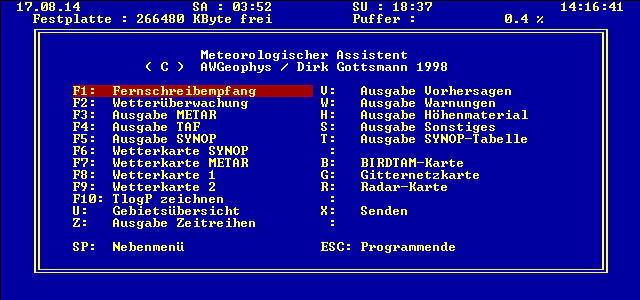 17.08.14 SA : 03:52 SU : 18:37 14:16:41
Festplatte : 266480 KByte frei Puffer : 0.4 %
Meteorologischer Assistent
( C ) AWGeophys / Dirk Gottsmann 1998
F1: Fernschreibempfang V: Ausgabe Vorhersagen
F2: Wetterüberwachung W: Ausgabe Warnungen
F3: Ausgabe METAR H: Ausgabe Höhenmaterial
F4: Ausgabe TAF S: Ausgabe Sonstiges
F5: Ausgabe SYNOP T: Ausgabe SYNOP-Tabelle
F6: Wetterkarte SYNOP :
F7: Wetterkarte METAR B: BIRDTAM-Karte
F8: Wetterkarte 1 G: Gitternetzkarte
F9: Wetterkarte 2 R: Radar-Karte
F10: TlogP zeichnen :
U: Gebietsübersicht X: Senden
Z: Ausgabe Zeitreihen :
SP: Nebenmenü ESC: Programmende